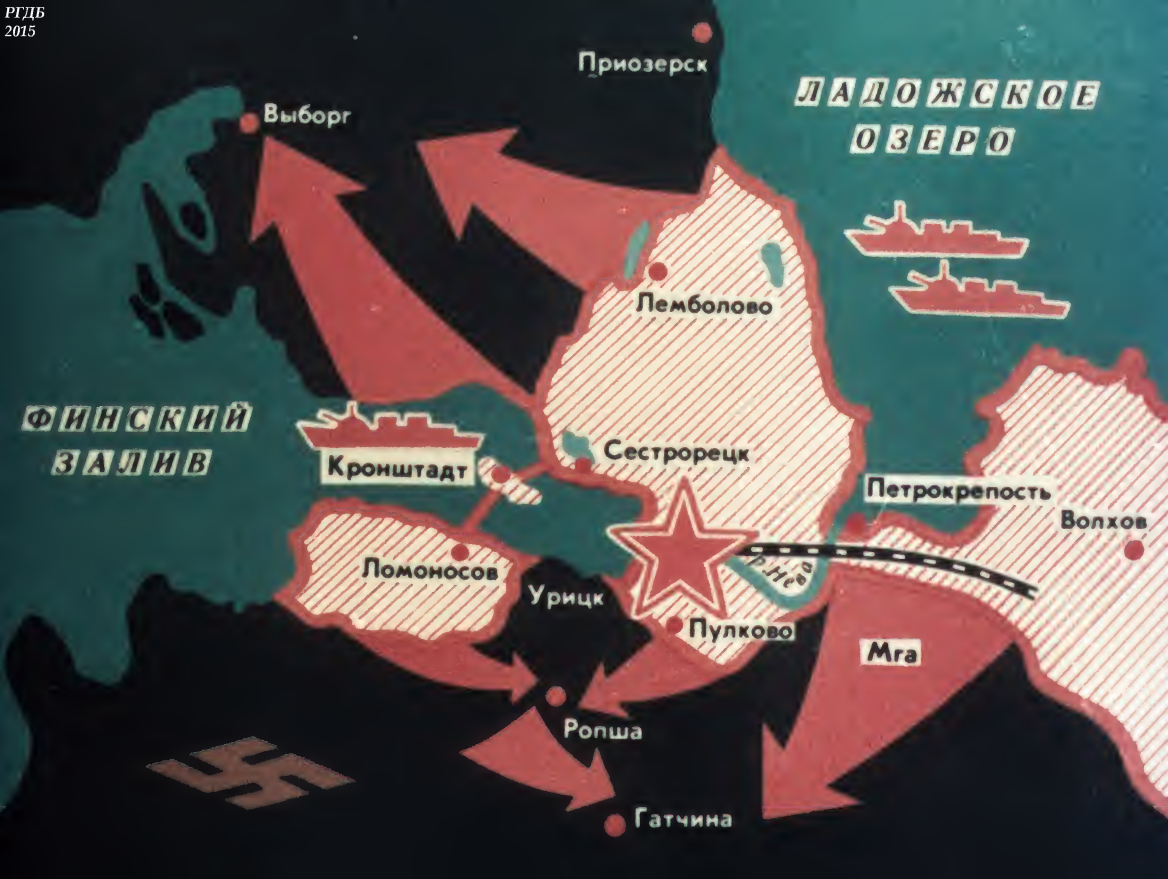 РГДБ
2015
Приозерск
ЛАДОЖСКОЕ
ОЗЕРО
Выборг
Лемболово
ФИНСКИЙ
ЗАЛИВ
Кронштадт
Сестрорецк
Петрокрепость
Волхов
Ломоносов
Урицк
р. Нева
Пулково
Мга
Ропша
Гатчина